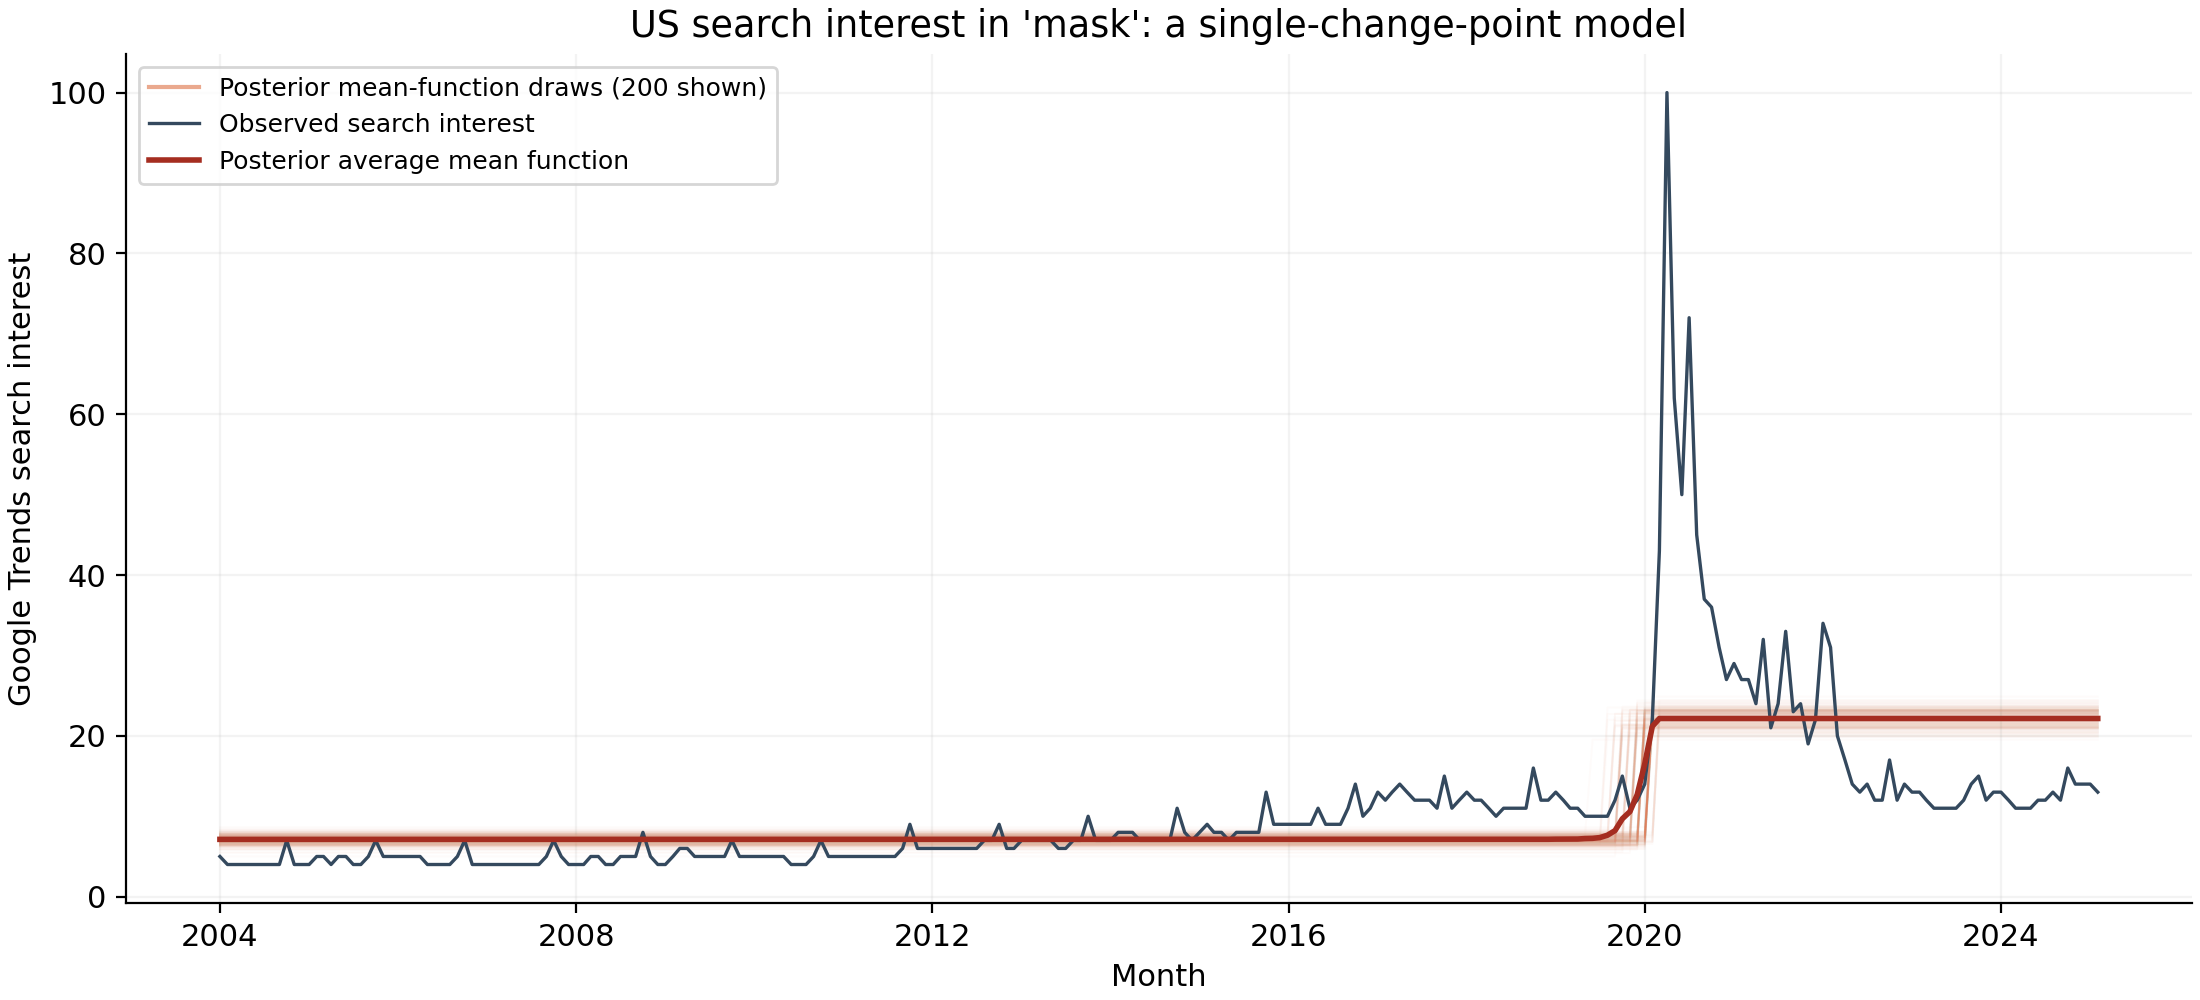 US search interest in 'mask': a single-change-point model
Posterior mean-function draws (200 shown)
Observed search interest
Posterior average mean function
Google Trends search interest
100
80
60
40
20
0
2004 2008 2012 2016 2020 2024
Month